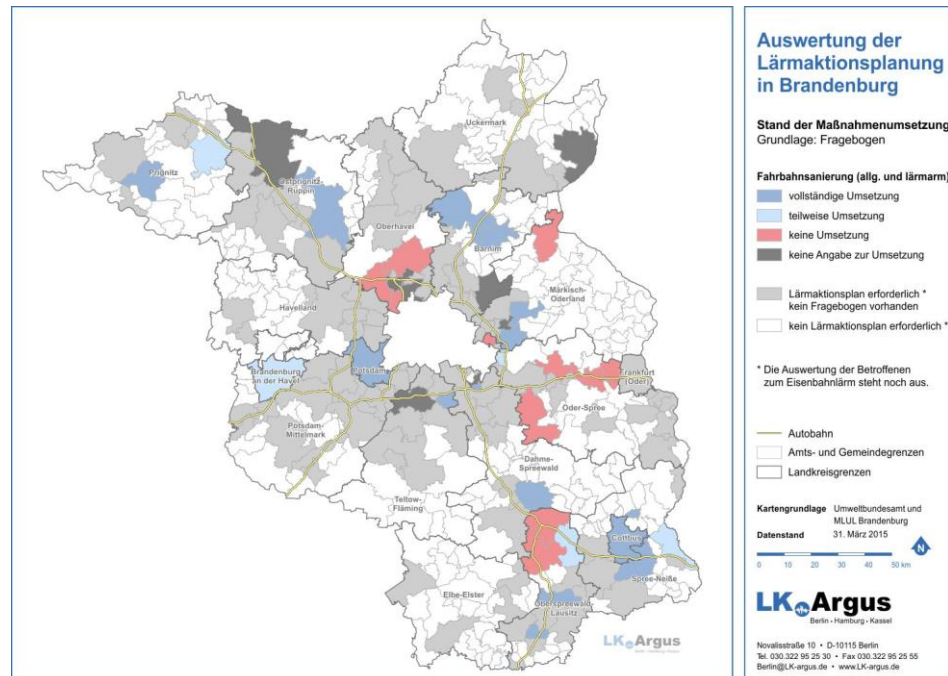 Uckermark
Prignitz
Ostprignitz-
Ruppin
Oberhavel
Barnim
Märkisch-
Oderland
Havelland
Brandenburg
an der Havel
Potsdam
Frankfurt
(Oder)
Oder-Spree
Potsdam-
Mittelmark
Dahme-
Spreewald
Teltow-
Fläming
Cottbus
Spree-Neiße
Elbe-Elster
Oberspreewald
Lausitz
LK Argus
Berlin - Hamburg - Kassel
Auswertung der
Lärmaktionsplanung
in Brandenburg
Stand der Maßnahmenumsetzung
Grundlage: Fragebogen
Fahrbahnsanierung (allg. und lärmarm)
vollständige Umsetzung
teilweise Umsetzung
keine Umsetzung
keine Angabe zur Umsetzung
Lärmaktionsplan erforderlich *
kein Fragebogen vorhanden
kein Lärmaktionsplan erforderlich *
* Die Auswertung der Betroffenen
zum Eisenbahnlärm steht noch aus.
Autobahn
Amts- und Gemeindegrenzen
Landkreisgrenzen
Kartengrundlage Umweltbundesamt und
MLUL Brandenburg
Datenstand 31. März 2015
N
0 10 20 30 40 50 km
LK Argus
Berlin - Hamburg - Kassel
Novalisstraße 10 • D-10115 Berlin
Tel. 030.322 95 25 30 • Fax 030.322 95 25 55
Berlin@LK-argus.de • www.LK-argus.de